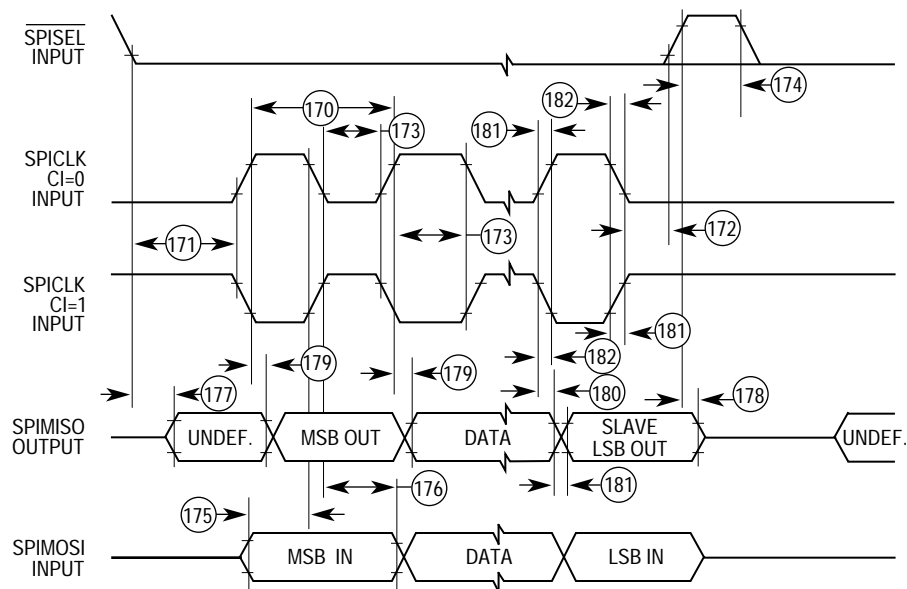 SPISEL
INPUT
174
182
170
181
173
SPICLK
CI=0
INPUT
171
173
172
SPICLK
CI=1
INPUT
181
182
179
179
180
177
178
SPIMISO
OUTPUT
UNDEF.
MSB OUT
DATA
SLAVE
LSB OUT
UNDEF.
176
181
175
SPIMOSI
INPUT
MSB IN
DATA
LSB IN